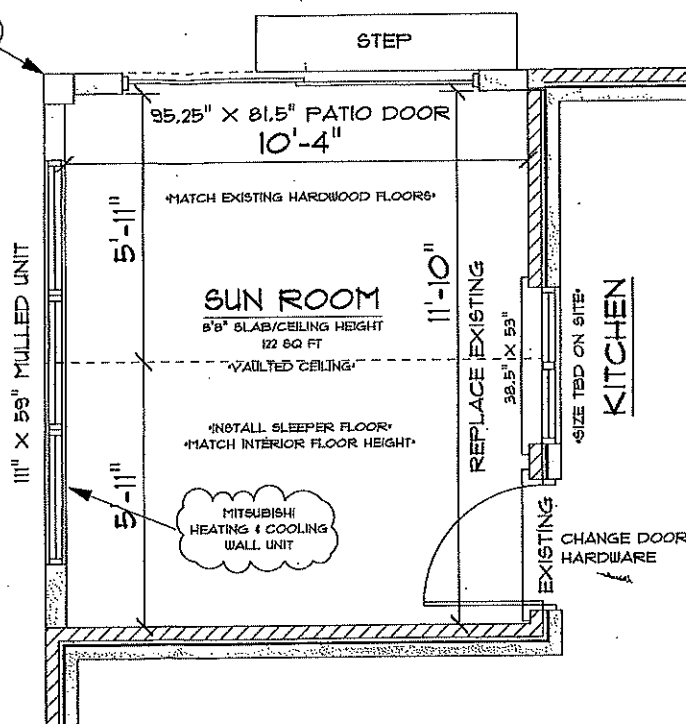 STEP
95.25" X 81.5" PATIO DOOR
10'-4"
•MATCH EXISTING HARDWOOD FLOORS•
5'-11"
11'-10"
111" X 59" MULLED UNIT
SUN ROOM
8'8" SLAB/CEILING HEIGHT
122 SQ FT
•VAULTED CEILING•
REPLACE EXISTING
38.5" X 53"
•SIZE TBD ON SITE•
KITCHEN
•INSTALL SLEEPER FLOOR•
•MATCH INTERIOR FLOOR HEIGHT•
5'-11"
MITSUBISHI
HEATING & COOLING
WALL UNIT
EXISTING
CHANGE DOOR
HARDWARE